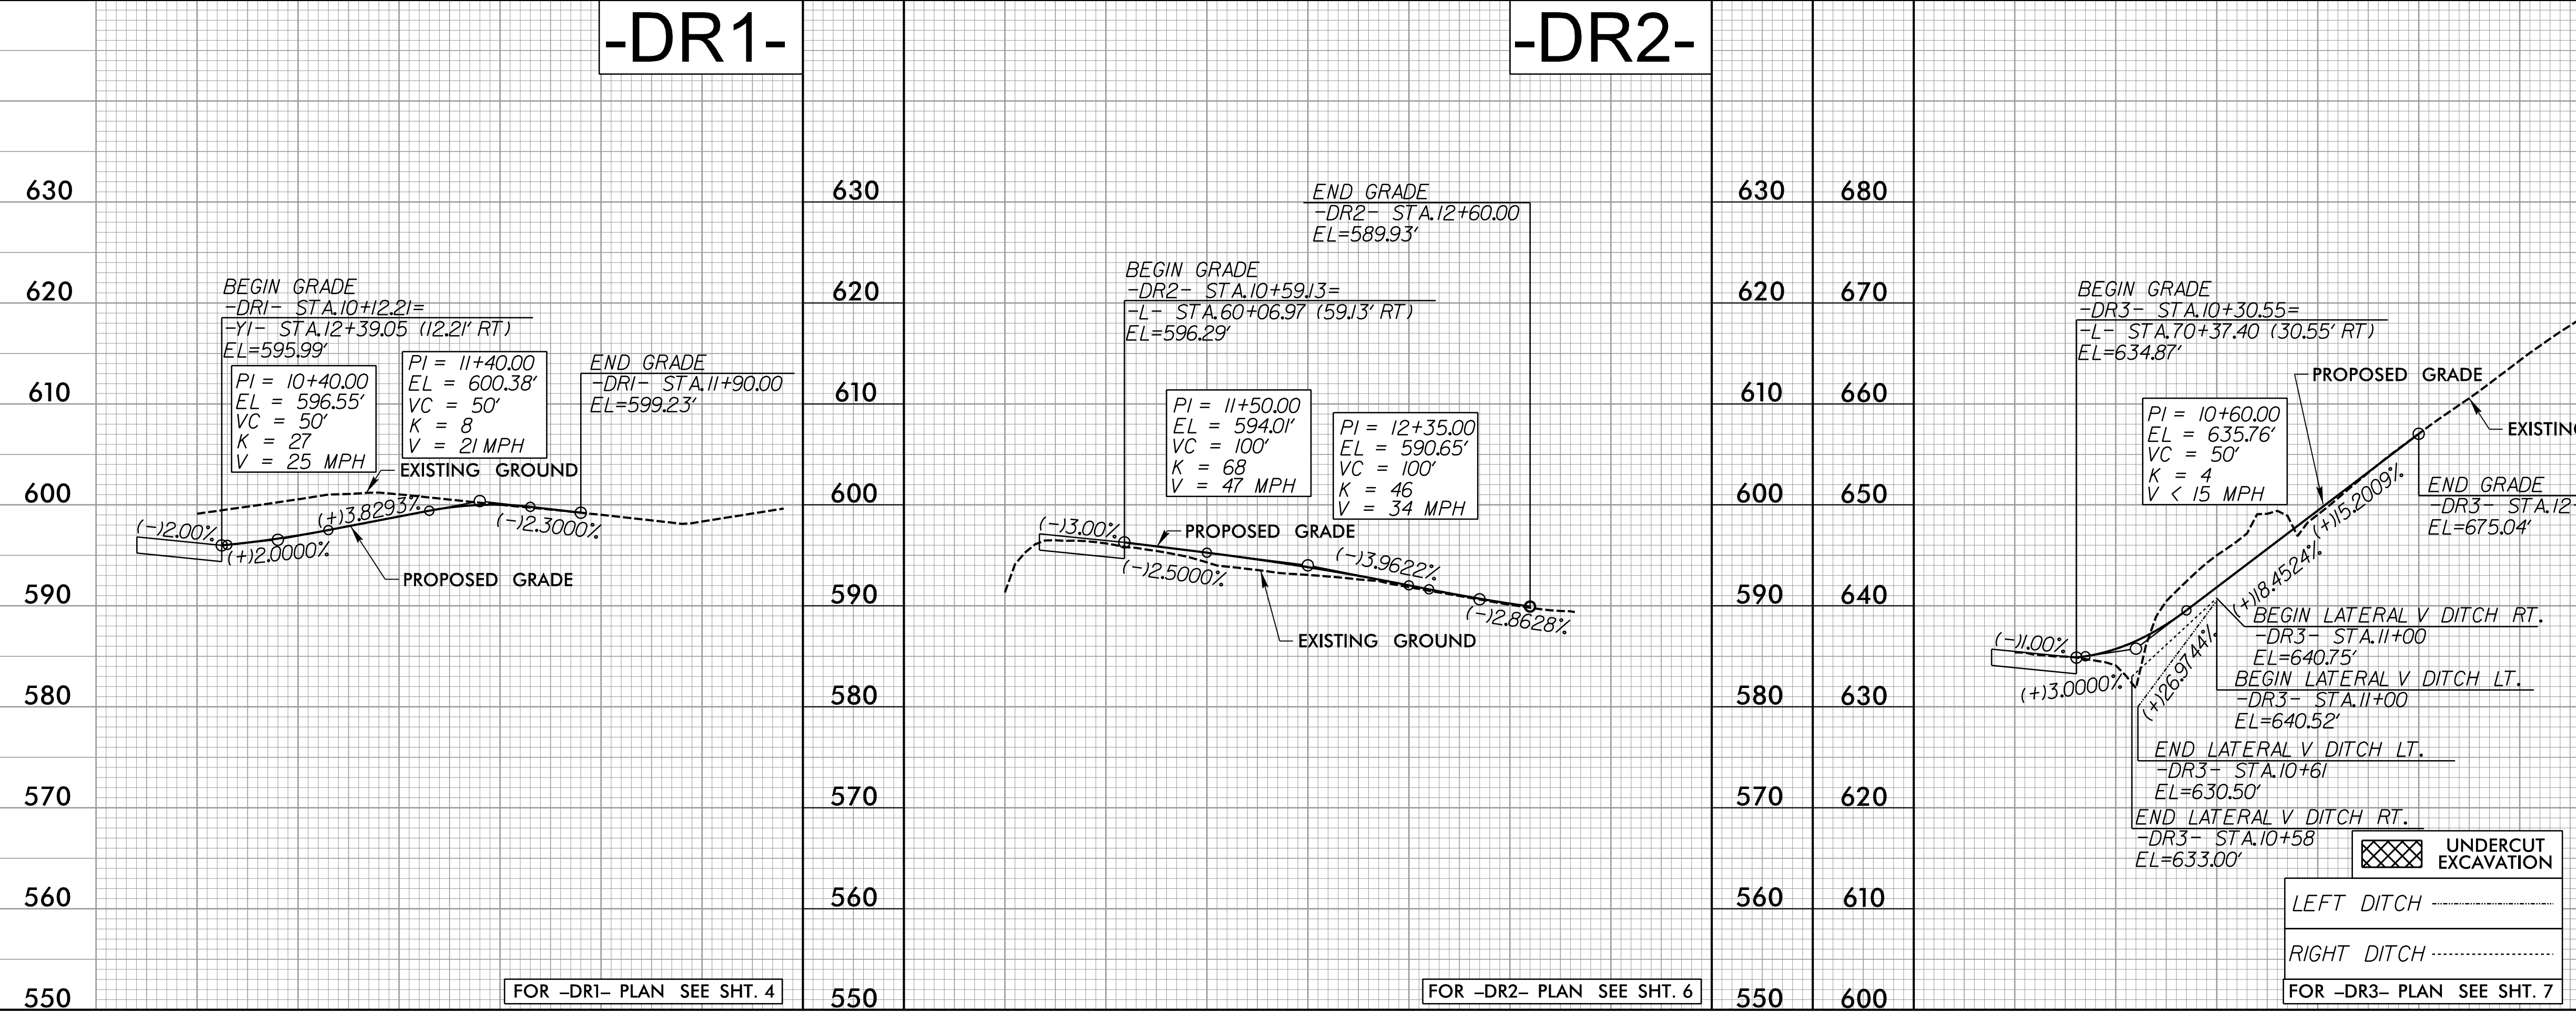 -DR1-
630
620
610
600
590
580
570
560
550
BEGIN GRADE
-DR1- STA.10+12.21=
-Y1- STA.12+39.05 (12.21' RT)
EL=595.99'
PI = 10+40.00
EL = 596.55'
VC = 50'
K = 27
V = 25 MPH
PI = 11+40.00
EL = 600.38'
VC = 50'
K = 8
V = 21 MPH
END GRADE
-DR1- STA.11+90.00
EL=599.23'
EXISTING GROUND
(-)2.00%
(+)2.0000%
(+)3.8293%
(-)2.3000%
PROPOSED GRADE
FOR -DR1- PLAN SEE SHT. 4
630
620
610
600
590
580
570
560
550
-DR2-
END GRADE
-DR2- STA.12+60.00
EL=589.93'
BEGIN GRADE
-DR2- STA.10+59.13=
-L- STA.60+06.97 (59.13' RT)
EL=596.29'
PI = 11+50.00
EL = 594.01'
VC = 100'
K = 68
V = 47 MPH
PI = 12+35.00
EL = 590.65'
VC = 100'
K = 46
V = 34 MPH
(-)3.00%
PROPOSED GRADE
(-)2.5000%
(-)3.9622%
(-)2.8628%
EXISTING GROUND
FOR -DR2- PLAN SEE SHT. 6
630
620
610
600
590
580
570
560
550
680
670
660
650
640
630
620
610
600
BEGIN GRADE
-DR3- STA.10+30.55=
-L- STA.70+37.40 (30.55' RT)
EL=634.87'
PROPOSED GRADE
PI = 10+60.00
EL = 635.76'
VC = 50'
K = 4
V < 15 MPH
EXISTING
END GRADE
-DR3- STA.12+
EL=675.04'
(+)15.2009%
(+)18.4524%
(-)1.00%
(+)3.0000%
(+)26.9744%
BEGIN LATERAL V DITCH RT.
-DR3- STA.11+00
EL=640.75'
BEGIN LATERAL V DITCH LT.
-DR3- STA.11+00
EL=640.52'
END LATERAL V DITCH LT.
-DR3- STA.10+61
EL=630.50'
END LATERAL V DITCH RT.
-DR3- STA.10+58
EL=633.00'
UNDERCUT
EXCAVATION
LEFT DITCH
RIGHT DITCH
FOR -DR3- PLAN SEE SHT. 7